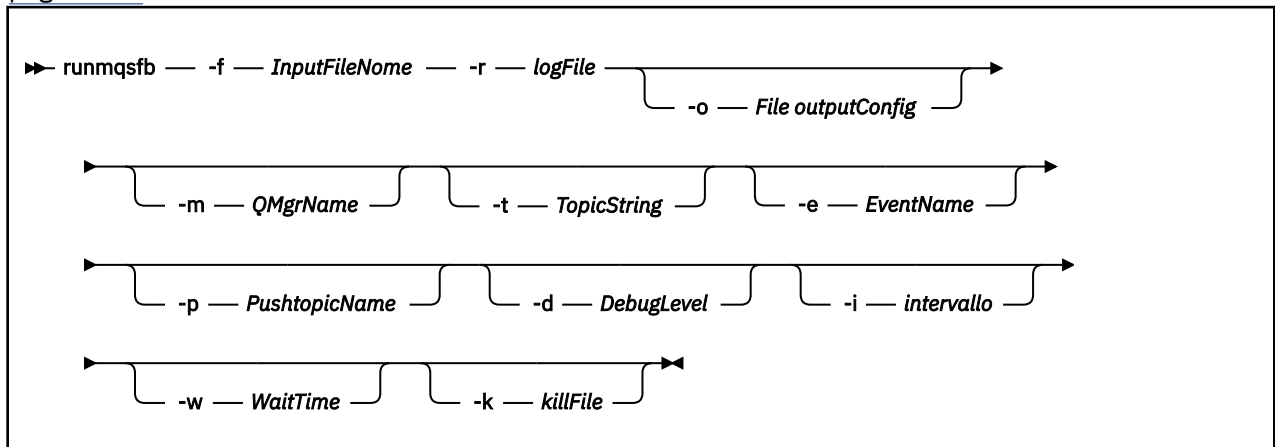 runmqsfb -f InputFileNome -r logFile
-o File outputConfig
-m QMgrName -t TopicString -e EventName
-p PushtopicName -d DebugLevel -i intervallo
-w WaitTime -k killFile